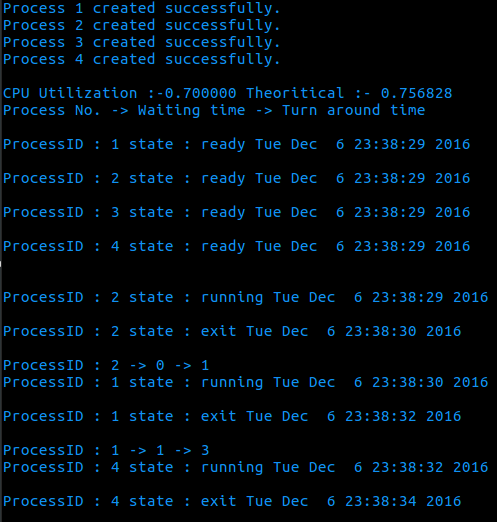 Process 1 created successfully.
Process 2 created successfully.
Process 3 created successfully.
Process 4 created successfully.
CPU Utilization :-0.700000 Theoritical :- 0.756828
Process No. -> Waiting time -> Turn around time
ProcessID : 1 state : ready Tue Dec  6 23:38:29 2016
ProcessID : 2 state : ready Tue Dec  6 23:38:29 2016
ProcessID : 3 state : ready Tue Dec  6 23:38:29 2016
ProcessID : 4 state : ready Tue Dec  6 23:38:29 2016
ProcessID : 2 state : running Tue Dec  6 23:38:29 2016
ProcessID : 2 state : exit Tue Dec  6 23:38:30 2016
ProcessID : 2 -> 0 -> 1
ProcessID : 1 state : running Tue Dec  6 23:38:30 2016
ProcessID : 1 state : exit Tue Dec  6 23:38:32 2016
ProcessID : 1 -> 1 -> 3
ProcessID : 4 state : running Tue Dec  6 23:38:32 2016
ProcessID : 4 state : exit Tue Dec  6 23:38:34 2016